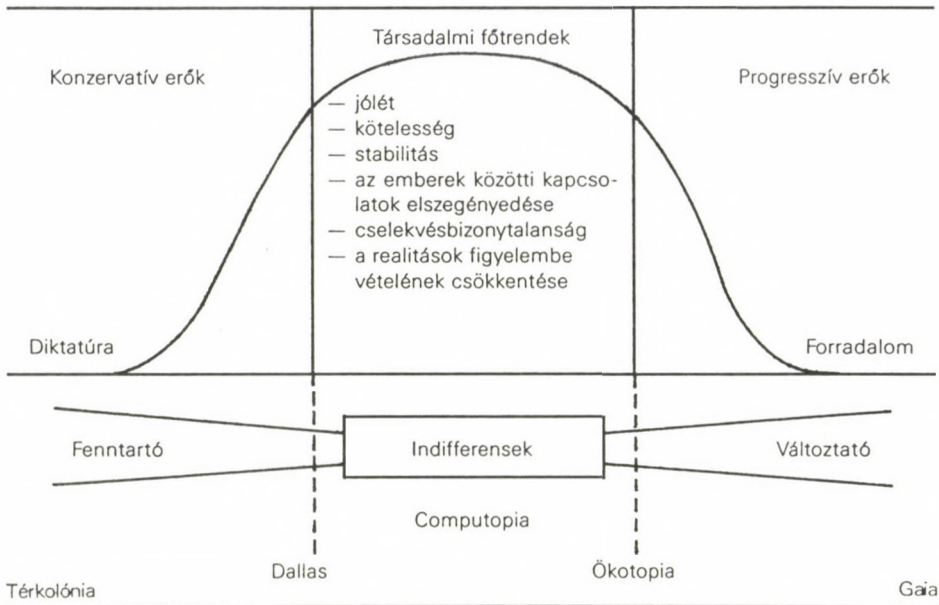 Társadalmi főtrendek
Konzervatív erők
Progresszív erők
— jólét
— kötelesség
— stabilitás
— az emberek közötti kapcso-
latok elszegényedése
— cselekvésbizonytalanság
— a realitások figyelembe
vételének csökkentése
Diktatúra
Forradalom
Fenntartó
Indifferensek
Változtató
Computopia
Dallas
Ökotopia
Térkolónia
Gaia